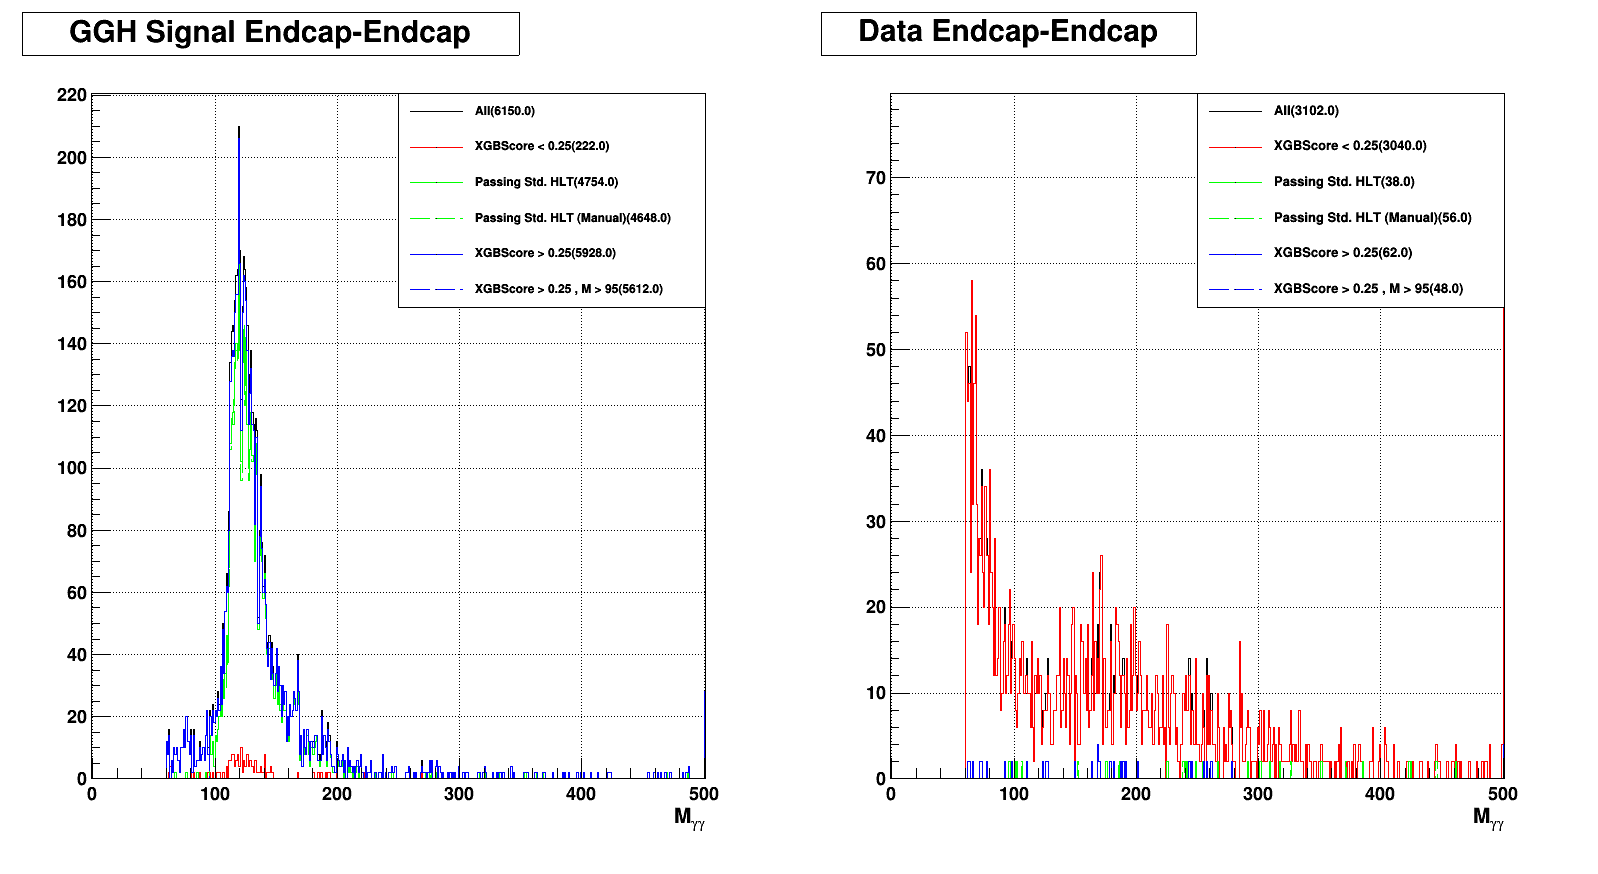 GGH Signal Endcap-Endcap
220
200
180
160
140
120
100
80
60
40
20
0
All(6150.0)
XGBScore < 0.25(222.0)
Passing Std. HLT(4754.0)
Passing Std. HLT (Manual)(4648.0)
XGBScore > 0.25(5928.0)
XGBScore > 0.25 , M > 95(5612.0)
0 100 200 300 400 500
Mγγ
Data Endcap-Endcap
70
60
50
40
30
20
10
0
All(3102.0)
XGBScore < 0.25(3040.0)
Passing Std. HLT(38.0)
Passing Std. HLT (Manual)(56.0)
XGBScore > 0.25(62.0)
XGBScore > 0.25 , M > 95(48.0)
0 100 200 300 400 500
Mγγ